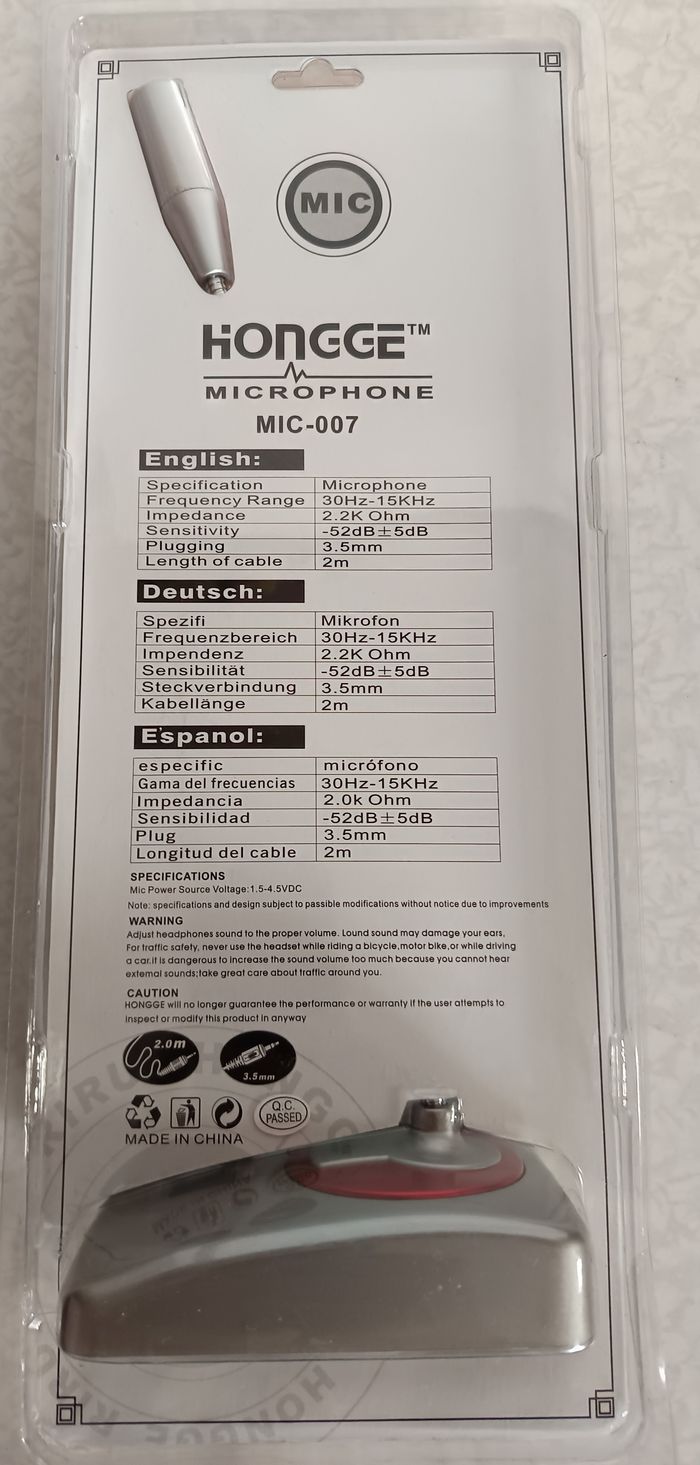 MIC
HONGGE™
MICROPHONE
MIC-007
English:
Specification Microphone
Frequency Range 30Hz-15KHz
Impedance 2.2K Ohm
Sensitivity -52dB±5dB
Plugging 3.5mm
Length of cable 2m
Deutsch:
Spezifi Mikrofon
Frequenzbereich 30Hz-15KHz
Impendenz 2.2K Ohm
Sensibilität -52dB±5dB
Steckverbindung 3.5mm
Kabellänge 2m
Espanol:
especific micrófono
Gama del frecuencias 30Hz-15KHz
Impedancia 2.0k Ohm
Sensibilidad -52dB±5dB
Plug 3.5mm
Longitud del cable 2m
SPECIFICATIONS
Mic Power Source Voltage:1.5-4.5VDC
Note: specifications and design subject to passible modifications without notice due to improvements
WARNING
Adjust headphones sound to the proper volume. Lound sound may damage your ears,
For traffic safety, never use the headset while riding a bicycle,motor bike,or while driving
a car.it is dangerous to increase the sound volume too much because you cannot hear
external sounds;take great care about traffic around you.
CAUTION
HONGGE will no longer guarantee the performance or warranty if the user attempts to
inspect or modify this product in anyway
2.0m
3.5mm
Q.C.
PASSED
MADE IN CHINA
HONGGE